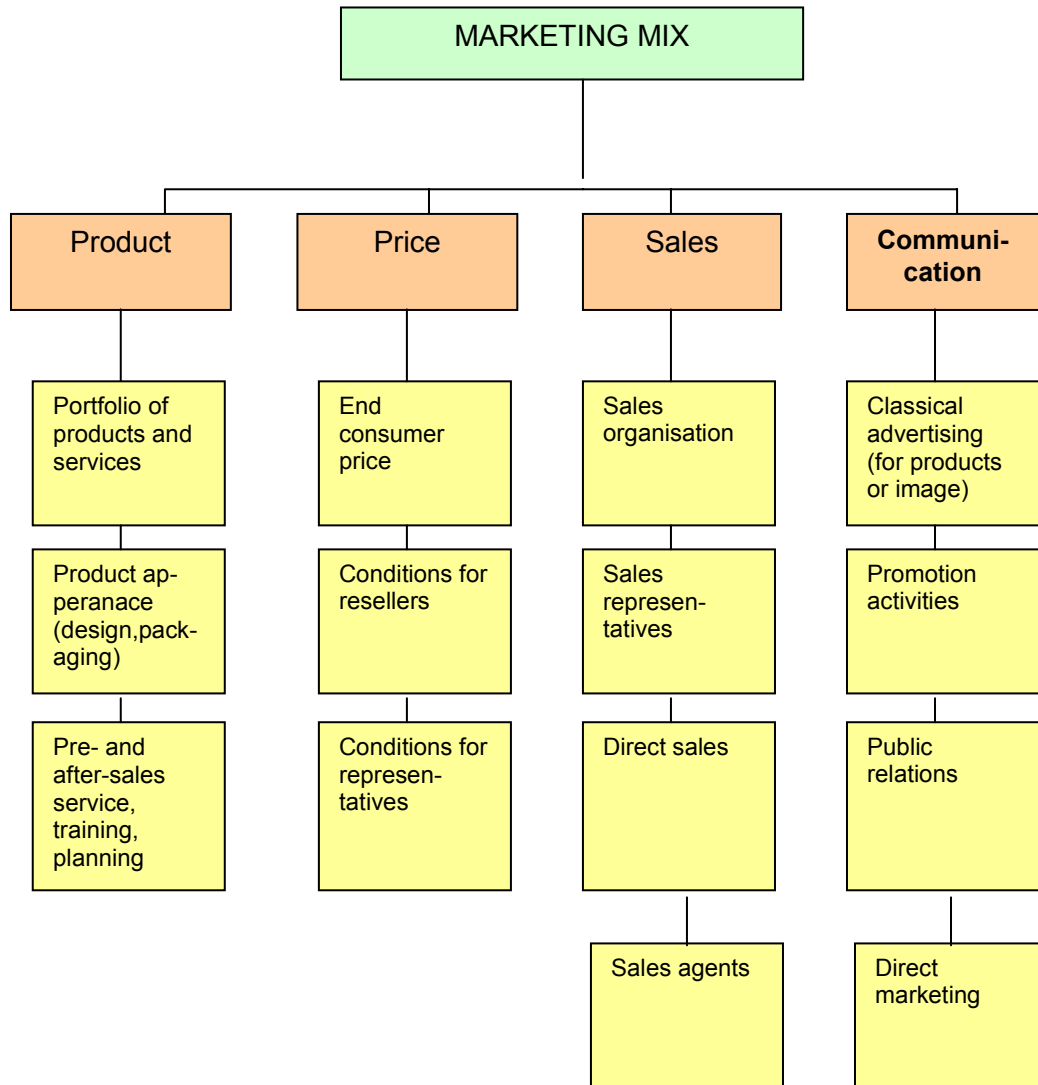 MARKETING MIX
Product
Price
Sales
Communi-
cation
Portfolio of
products and
services
End
consumer
price
Sales
organisation
Classical
advertising
(for products
or image)
Product ap-
peranace
(design,pack-
aging)
Conditions for
resellers
Sales
represen-
tatives
Promotion
activities
Pre- and
after-sales
service,
training,
planning
Conditions for
represen-
tatives
Direct sales
Public
relations
Sales agents
Direct
marketing